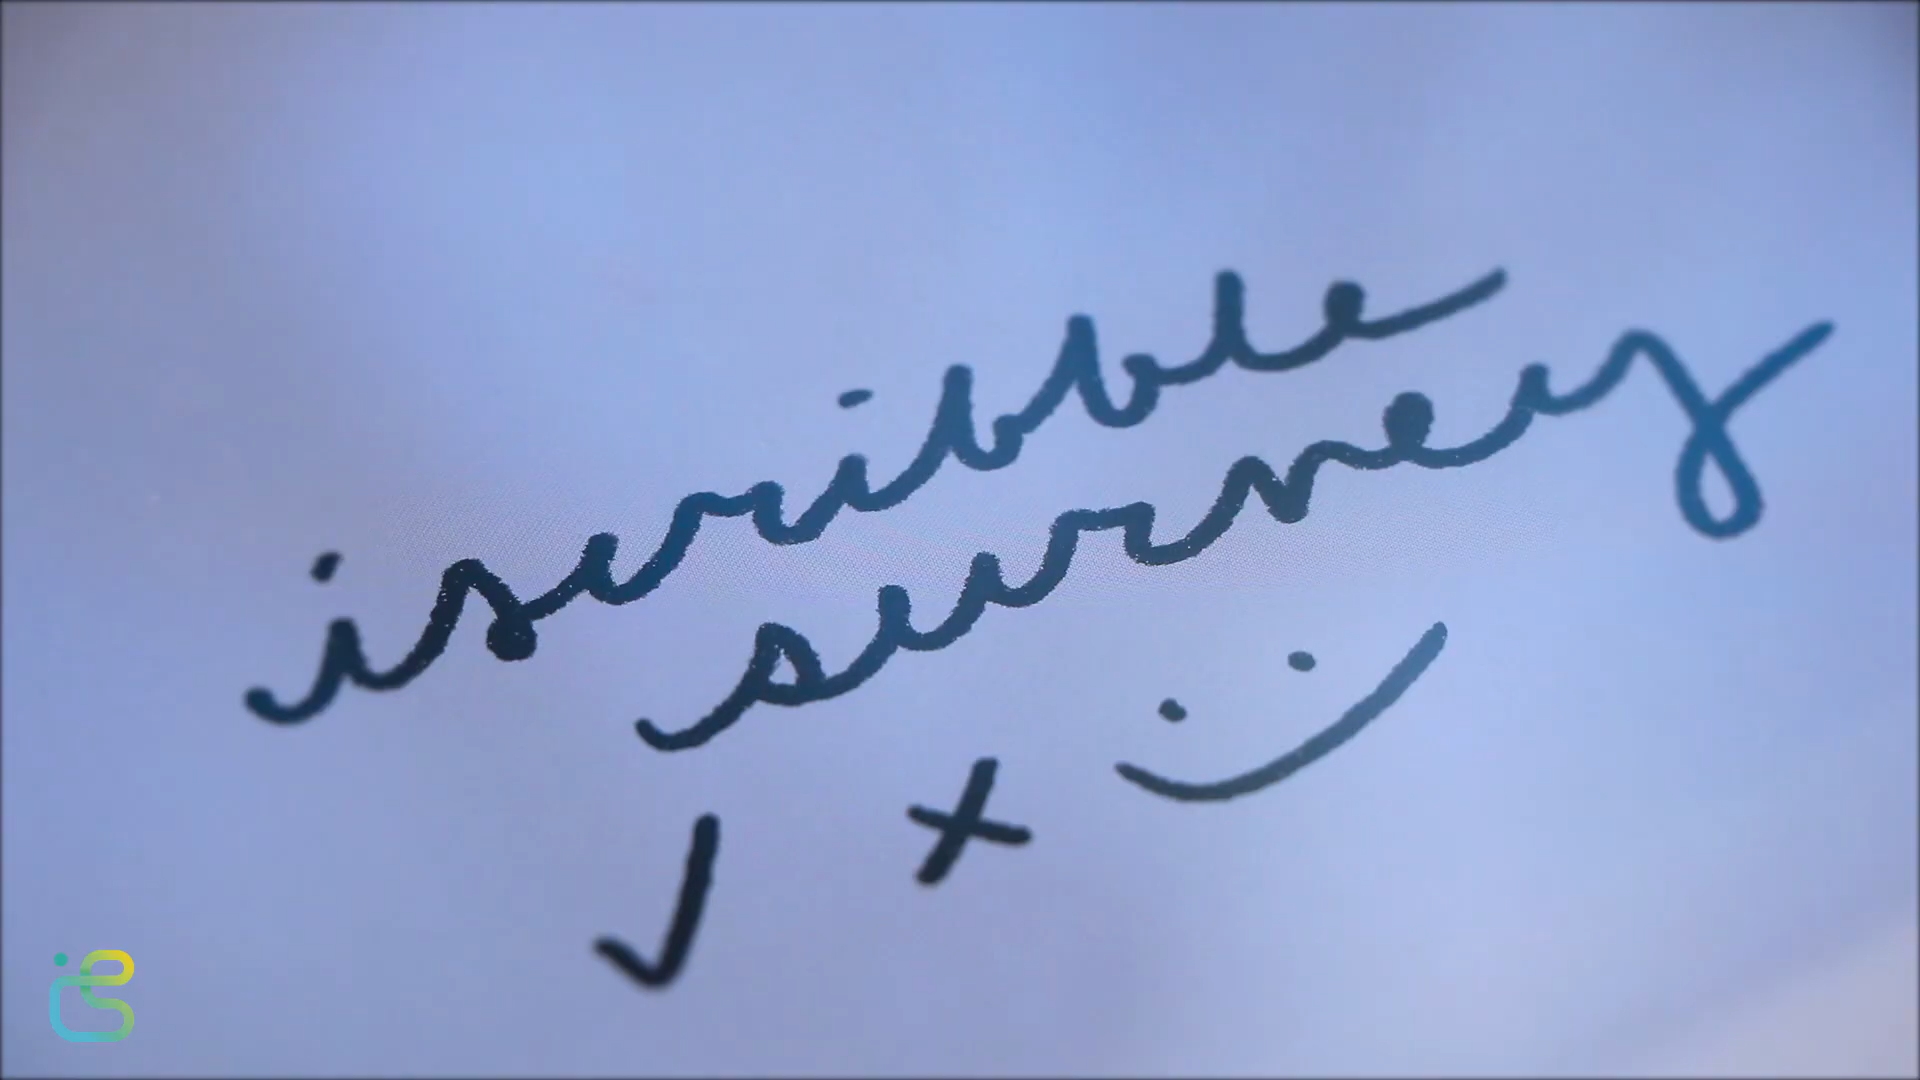 iscribble
survey
✓ x :)